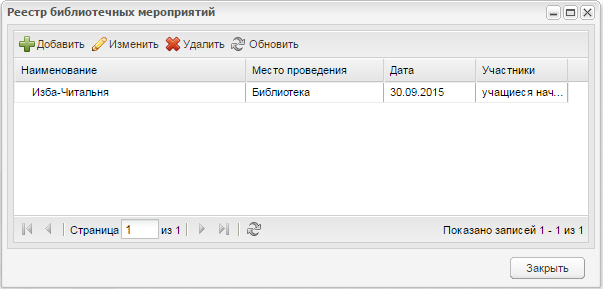 Реестр библиотечных мероприятий
Добавить Изменить Удалить Обновить
Наименование Место проведения Дата Участники
Изба-Читальня Библиотека 30.09.2015 учащиеся нач...
Страница 1 из 1 Показано записей 1 - 1 из 1
Закрыть